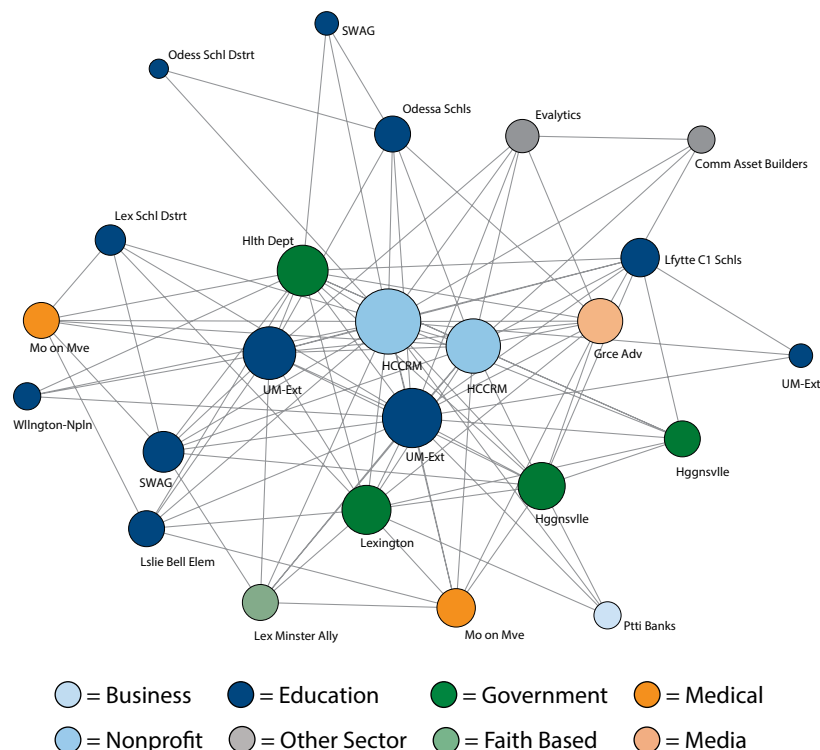 SWAG
Odess Schl Dstrt
Odessa Schls
Evalytics
Comm Asset Builders
Lex Schl Dstrt
Hlth Dept
Lfytte C1 Schls
Mo on Mve
HCCRM
Grce Adv
UM-Ext
HCCRM
UM-Ext
Wllngton-Npln
UM-Ext
Hggnsvlle
SWAG
Hggnsvlle
Lexington
Lslie Bell Elem
Lex Minster Ally
Mo on Mve
Ptti Banks
= Business = Education = Government = Medical
= Nonprofit = Other Sector = Faith Based = Media